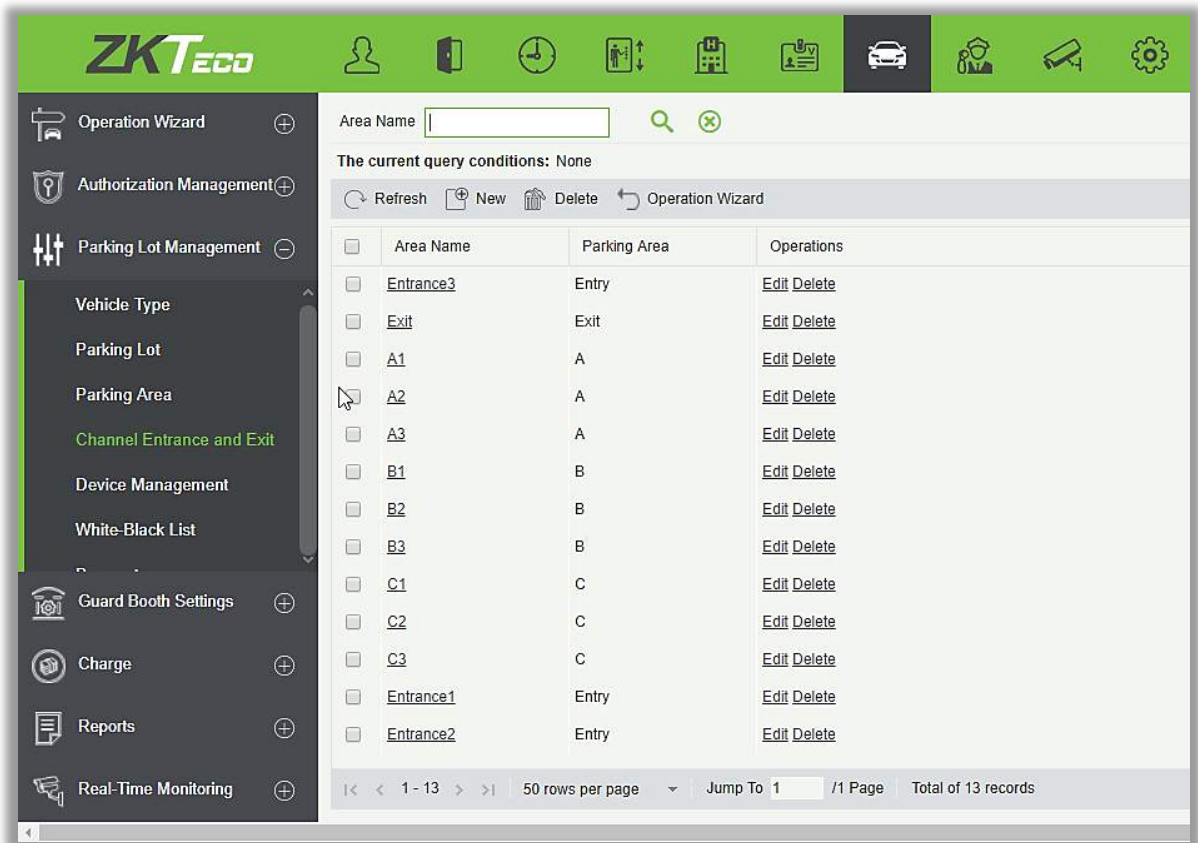 ZKTECO
Operation Wizard
Authorization Management
Parking Lot Management
Vehicle Type
Parking Lot
Parking Area
Channel Entrance and Exit
Device Management
White-Black List
Guard Booth Settings
Charge
Reports
Real-Time Monitoring
Area Name
The current query conditions: None
Refresh New Delete Operation Wizard
Area Name Parking Area Operations
Entrance3 Entry Edit Delete
Exit Exit Edit Delete
A1 A Edit Delete
A2 A Edit Delete
A3 A Edit Delete
B1 B Edit Delete
B2 B Edit Delete
B3 B Edit Delete
C1 C Edit Delete
C2 C Edit Delete
C3 C Edit Delete
Entrance1 Entry Edit Delete
Entrance2 Entry Edit Delete
1 - 13 50 rows per page Jump To 1 /1 Page Total of 13 records